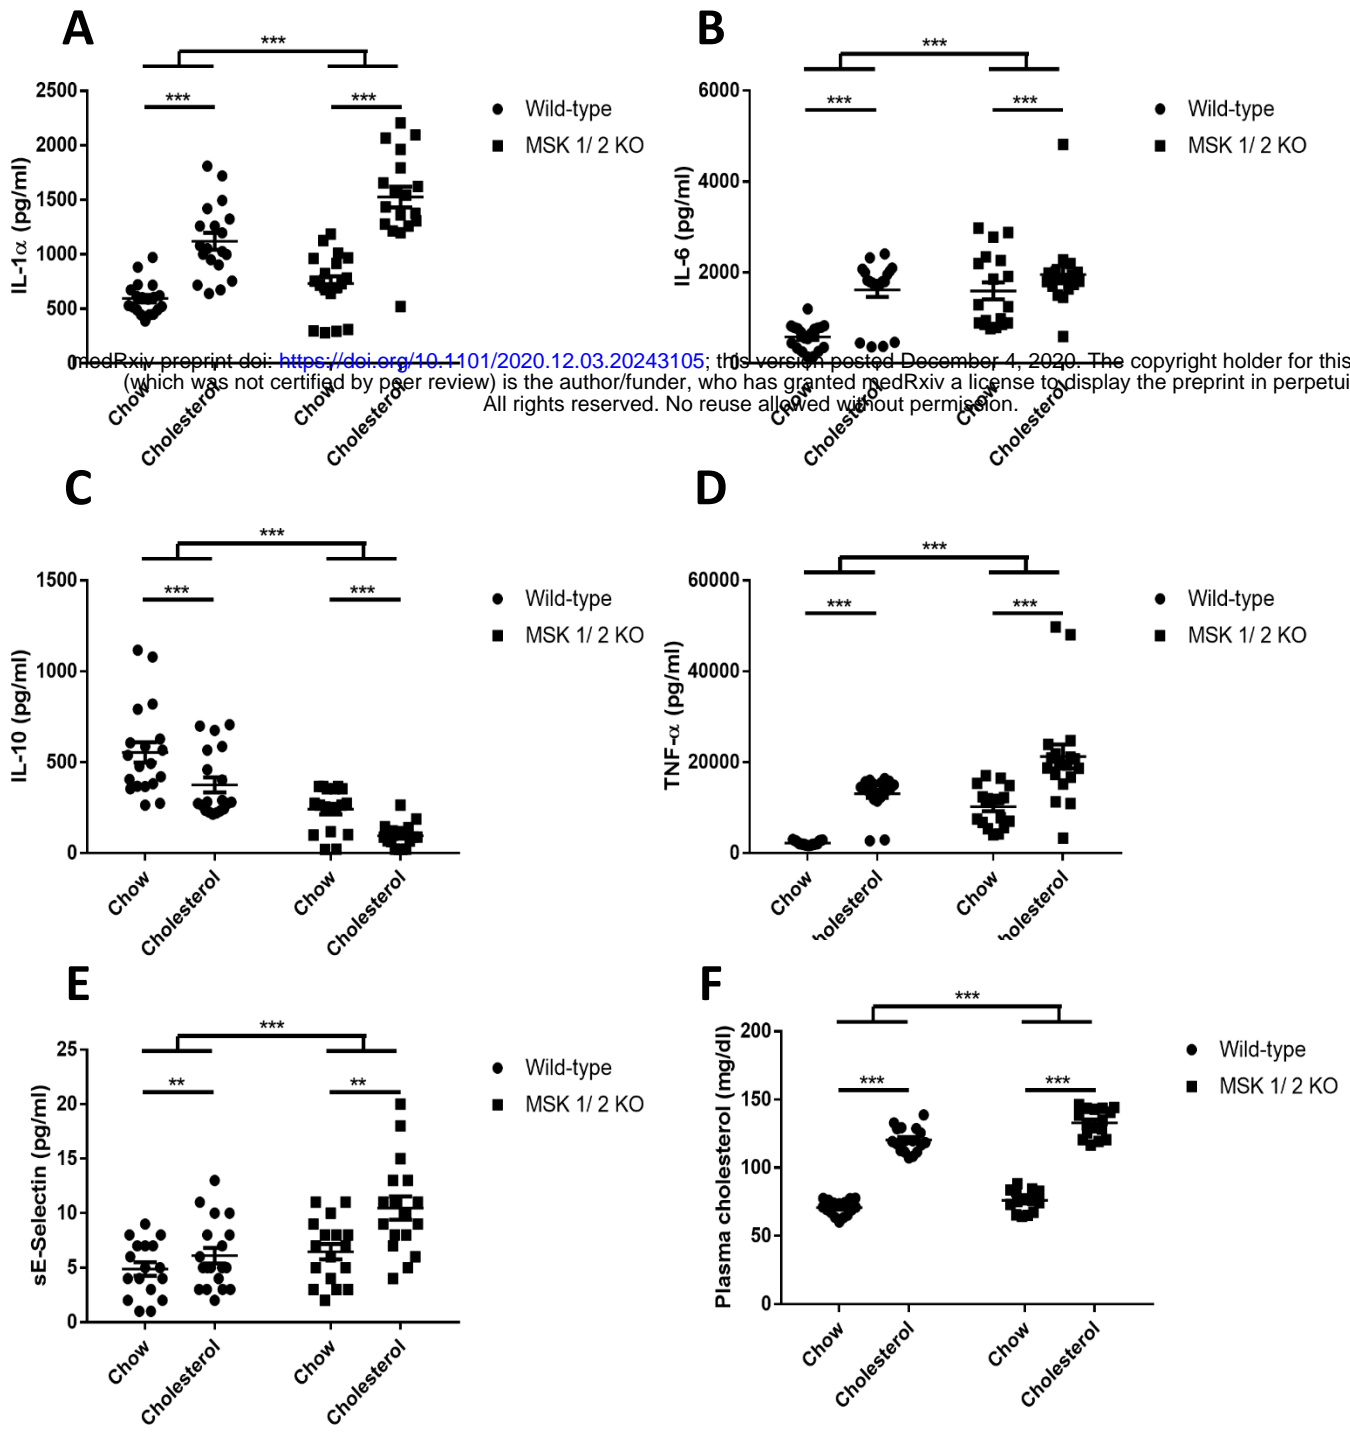 A
***
***
***
2500
2000
1500
1000
500
0
IL-1α (pg/ml)
Wild-type
MSK 1/ 2 KO
Chow
Cholesterol
Chow
Cholesterol
B
***
***
***
6000
4000
2000
0
IL-6 (pg/ml)
Wild-type
MSK 1/ 2 KO
Chow
Cholesterol
Chow
Cholesterol
medRxiv preprint doi: https://doi.org/10.1101/2020.12.03.20243105; this version posted December 4, 2020. The copyright holder for this
(which was not certified by peer review) is the author/funder, who has granted medRxiv a license to display the preprint in perpetui
All rights reserved. No reuse allowed without permission.
C
***
***
***
1500
1000
500
0
IL-10 (pg/ml)
Wild-type
MSK 1/ 2 KO
Chow
Cholesterol
Chow
Cholesterol
D
***
***
***
60000
40000
20000
0
TNF-α (pg/ml)
Wild-type
MSK 1/ 2 KO
Chow
holesterol
Chow
holesterol
E
***
**
**
25
20
15
10
5
0
sE-Selectin (pg/ml)
Wild-type
MSK 1/ 2 KO
Chow
Cholesterol
Chow
Cholesterol
F
***
***
***
200
150
100
50
0
Plasma cholesterol (mg/dl)
Wild-type
MSK 1/ 2 KO
Chow
Cholesterol
Chow
Cholesterol